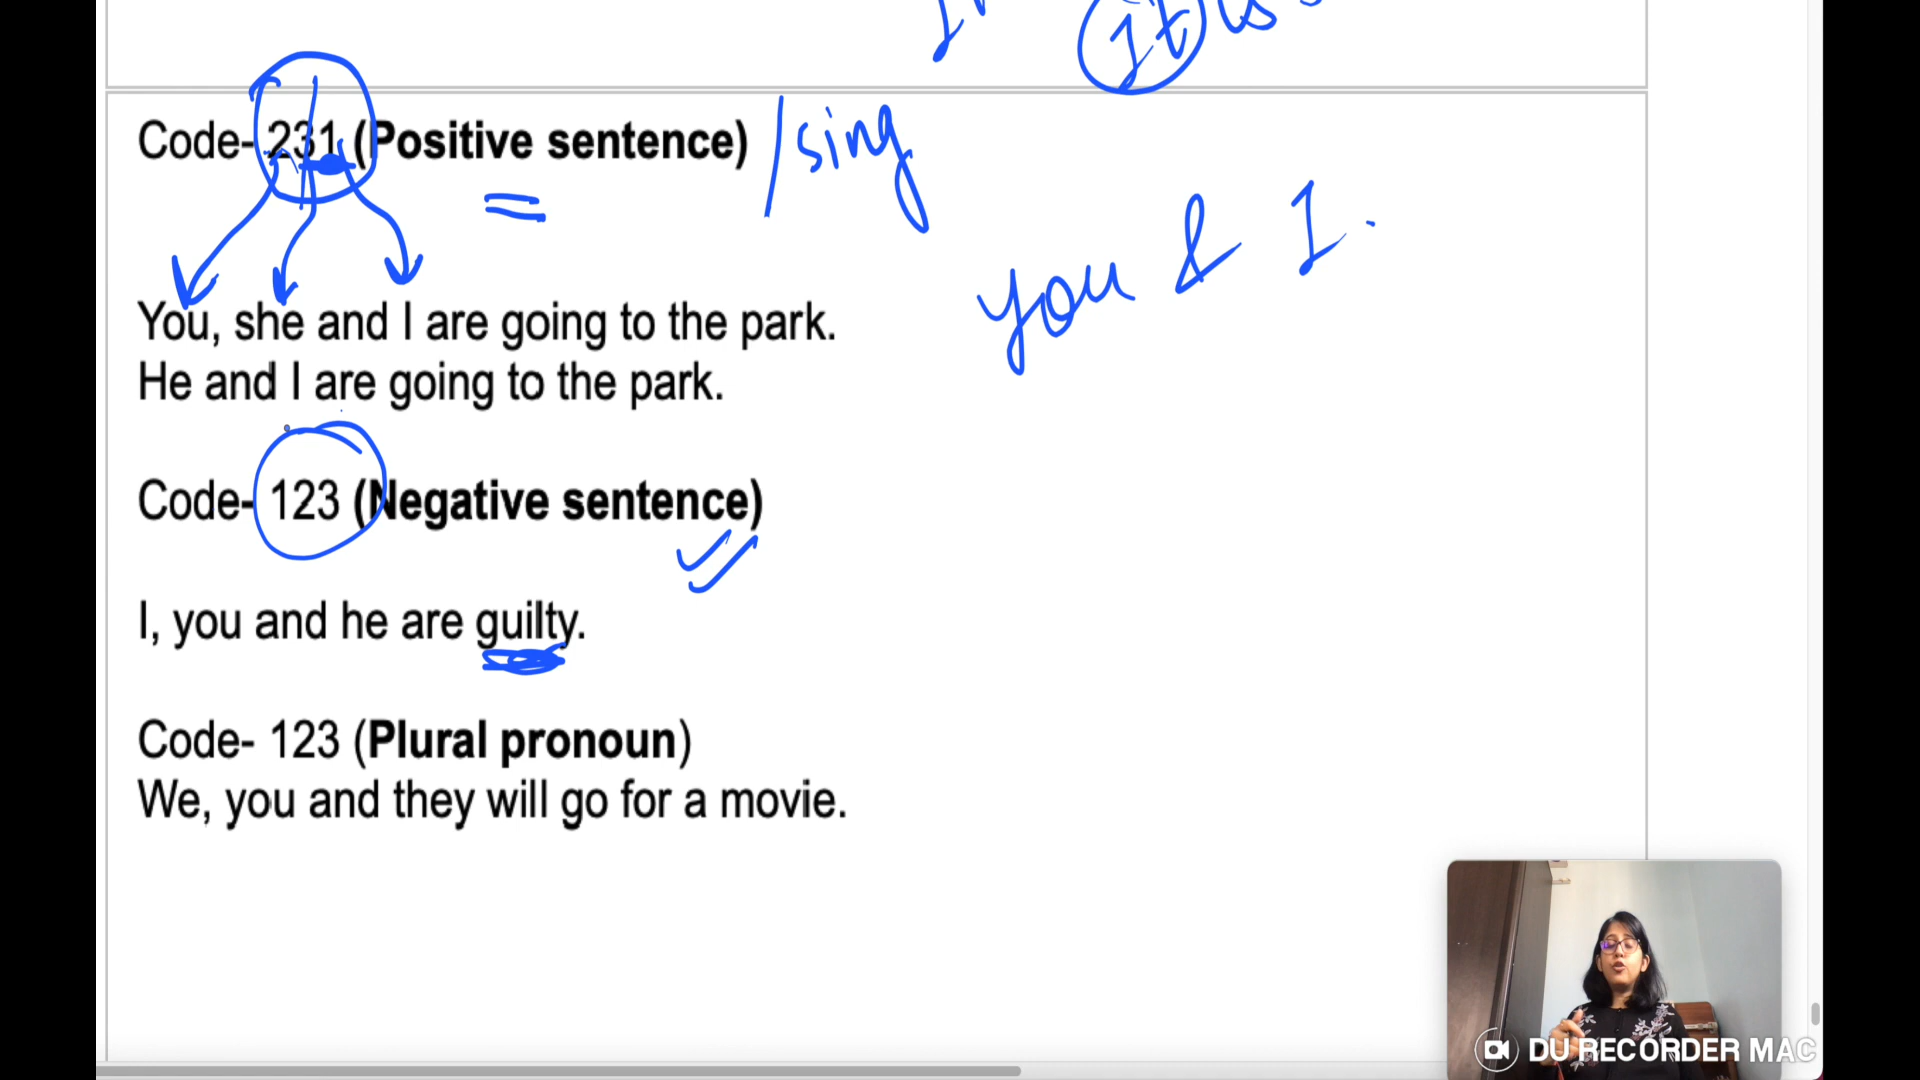 It is
Code- 231 (Positive sentence) / sing
you & I.
You, she and I are going to the park.
He and I are going to the park.
Code- 123 (Negative sentence)
I, you and he are guilty.
Code- 123 (Plural pronoun)
We, you and they will go for a movie.
DU RECORDER MAC